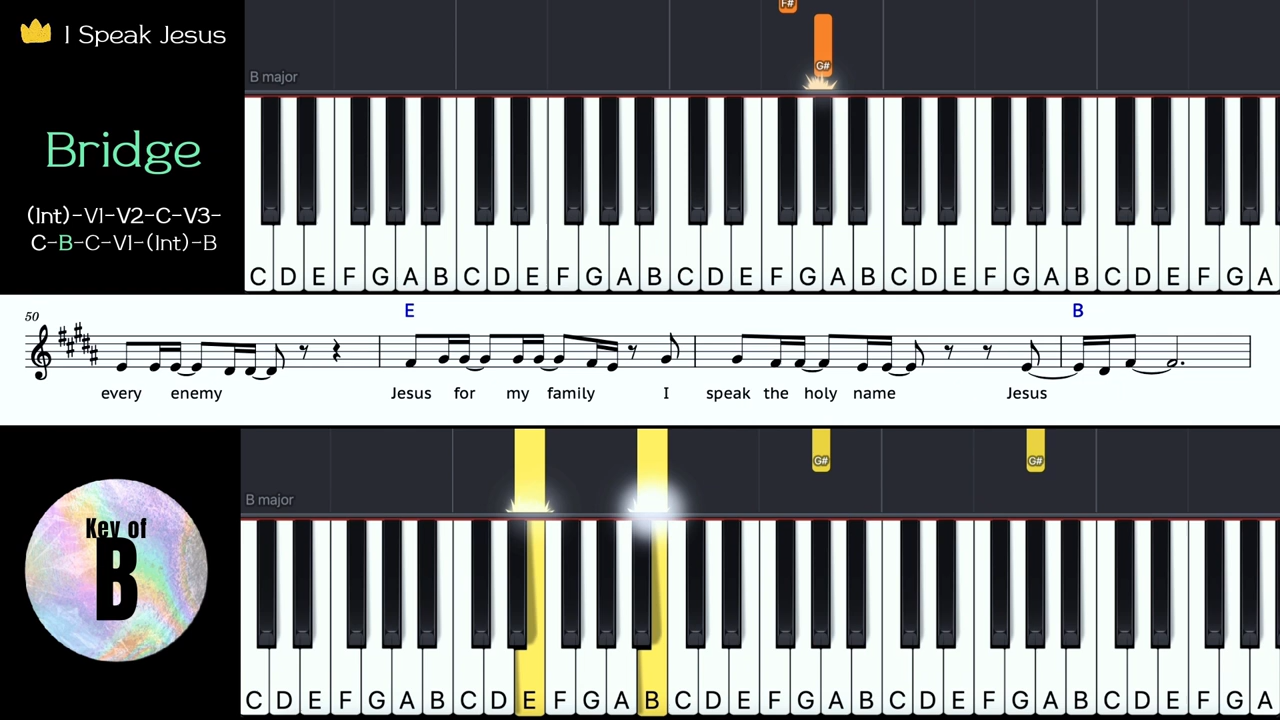 I Speak Jesus
Bridge
(Int)-V1-V2-C-V3-
C-B-C-V1-(Int)-B
F#
G#
B major
C D E F G A B C D E F G A B C D E F G A B C D E F G A B C D E F G A
50
E
B
every enemy Jesus for my family I speak the holy name Jesus
G#
G#
B major
Key of
B
C D E F G A B C D E F G A B C D E F G A B C D E F G A B C D E F G A